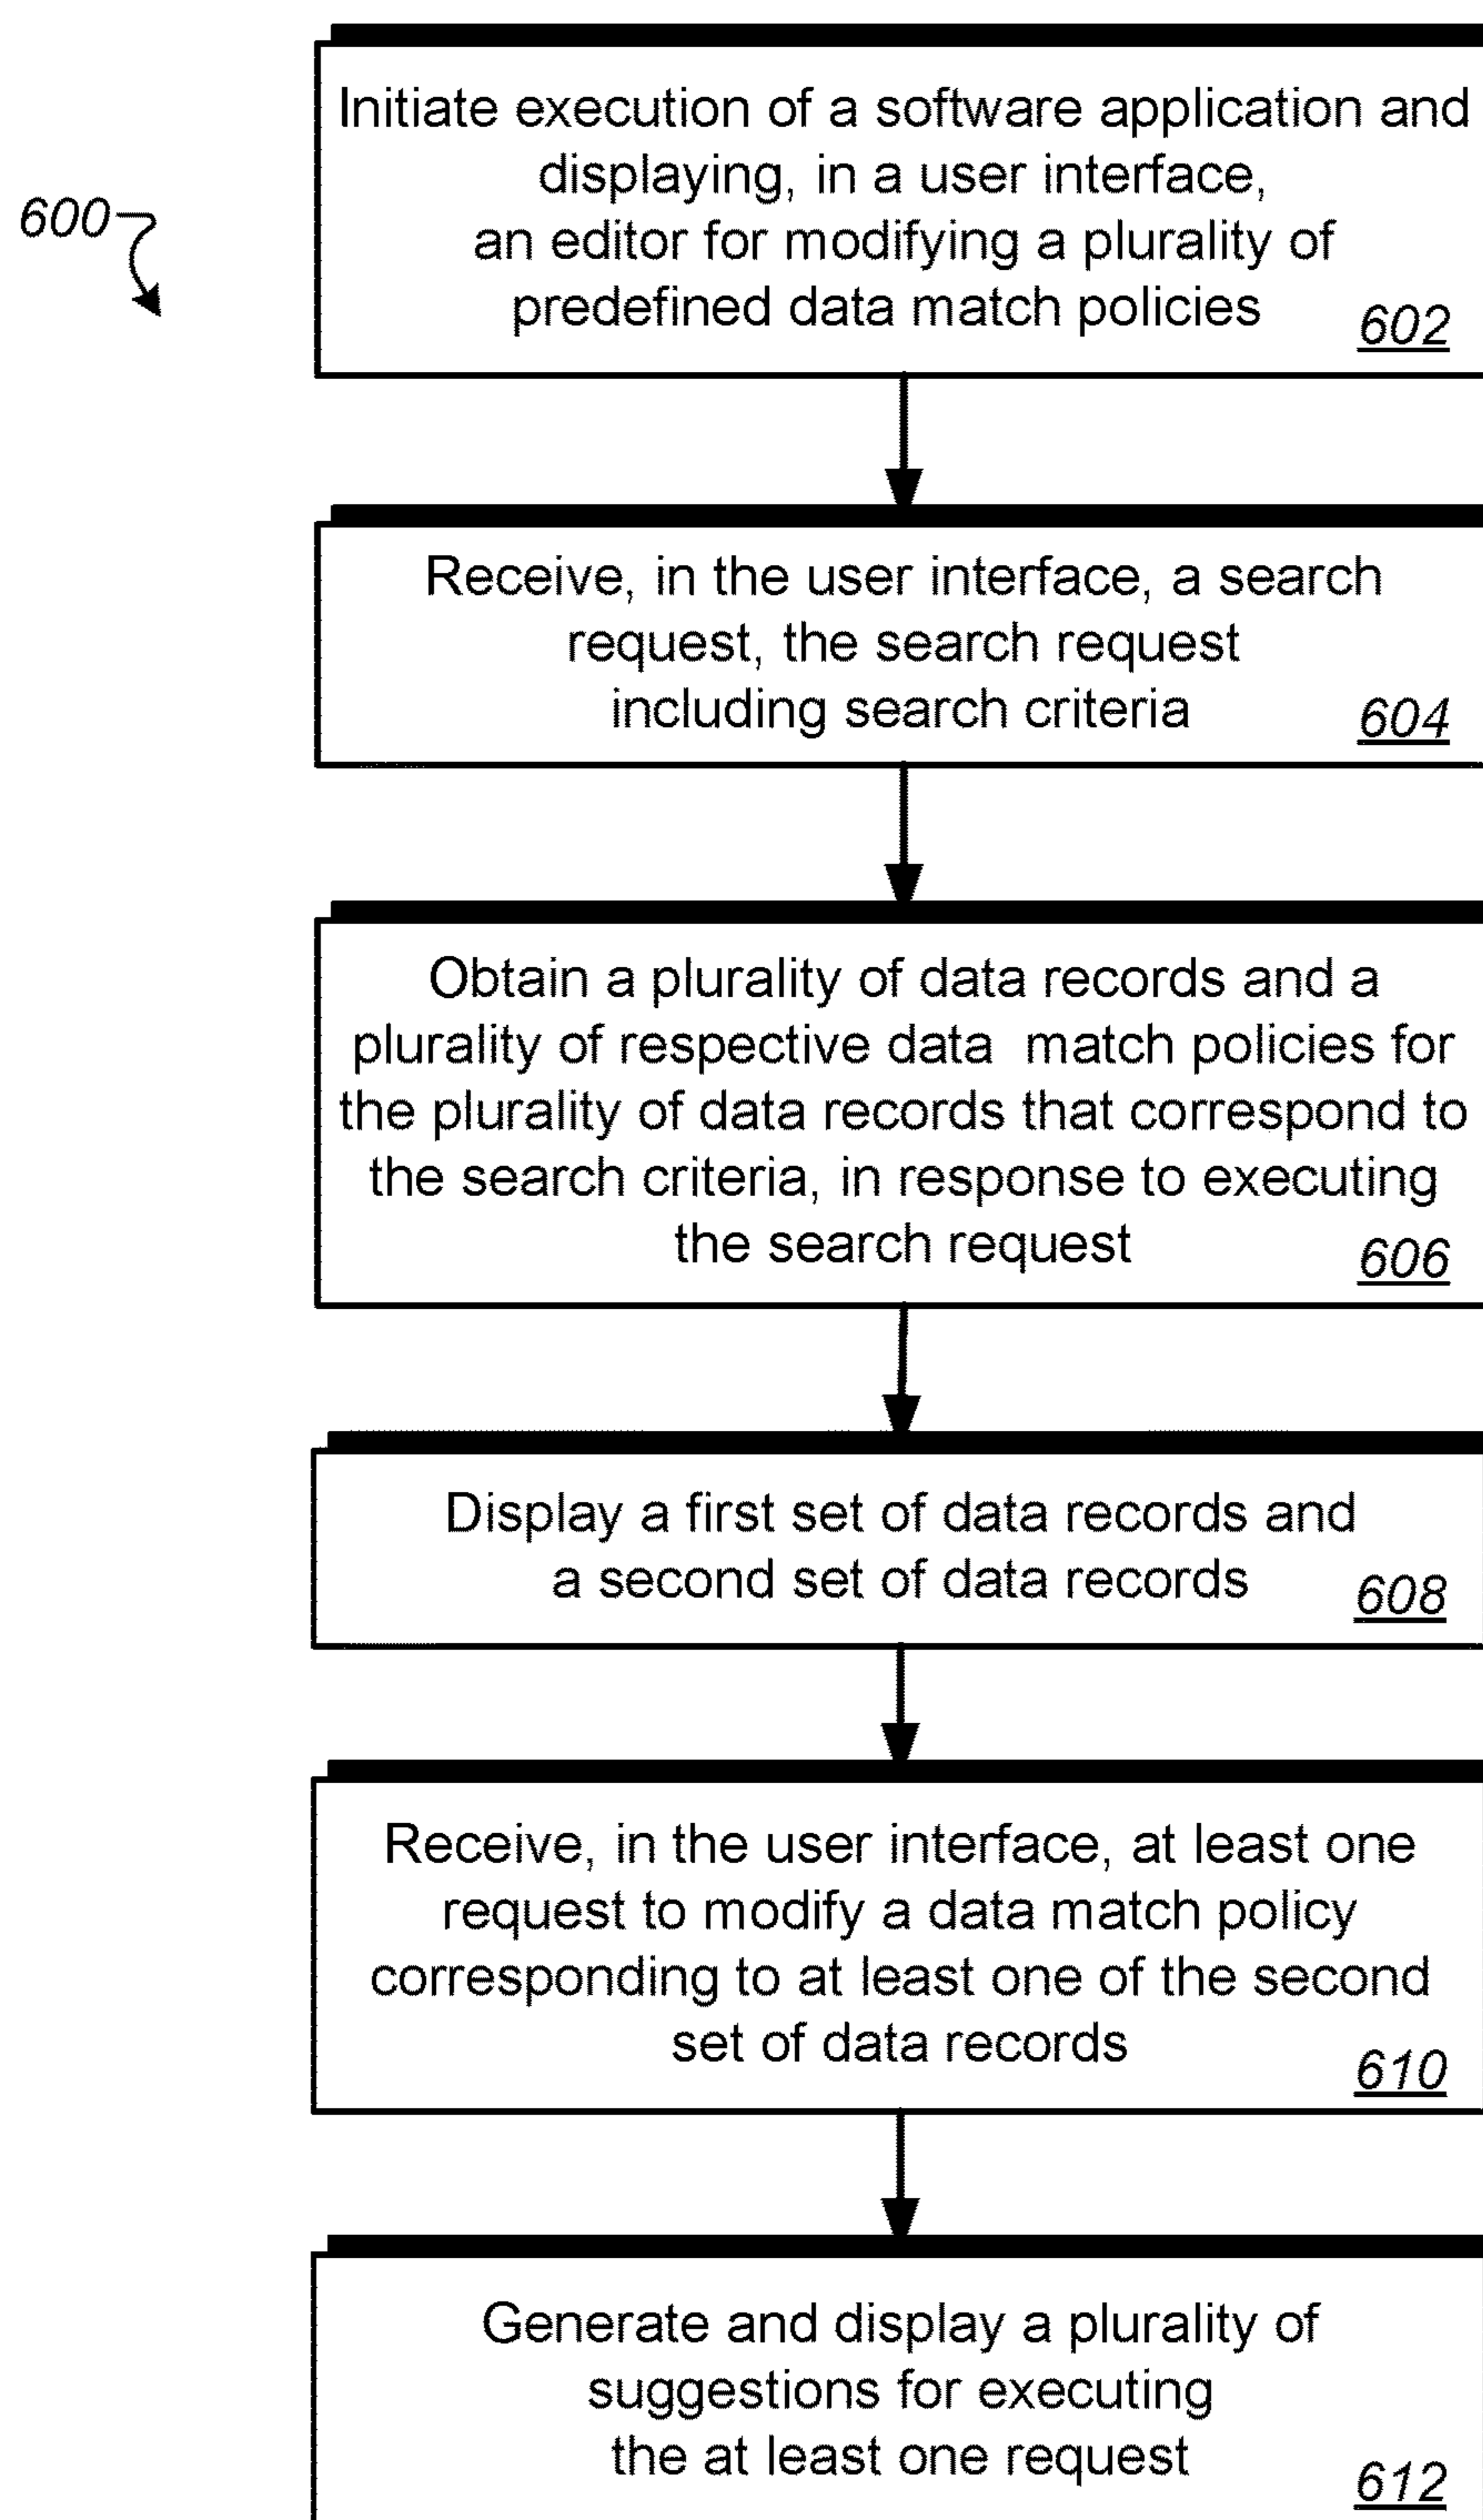 600
Initiate execution of a software application and
displaying, in a user interface,
an editor for modifying a plurality of
predefined data match policies
602
Receive, in the user interface, a search
request, the search request
including search criteria
604
Obtain a plurality of data records and a
plurality of respective data match policies for
the plurality of data records that correspond to
the search criteria, in response to executing
the search request
606
Display a first set of data records and
a second set of data records
608
Receive, in the user interface, at least one
request to modify a data match policy
corresponding to at least one of the second
set of data records
610
Generate and display a plurality of
suggestions for executing
the at least one request
612